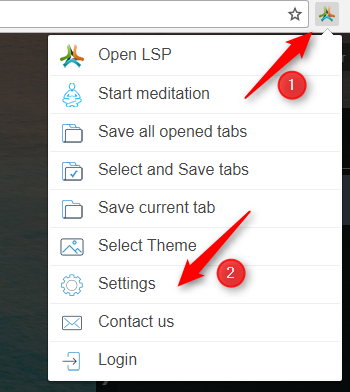 1
Open LSP
Start meditation
Save all opened tabs
Select and Save tabs
Save current tab
Select Theme
Settings
2
Contact us
Login